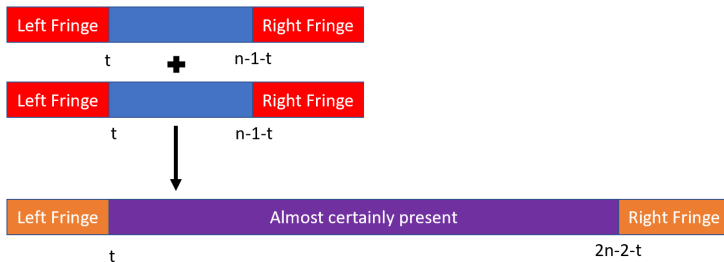 Left Fringe Right Fringe
t n-1-t
Left Fringe Right Fringe
t n-1-t
Left Fringe Almost certainly present Right Fringe
t 2n-2-t